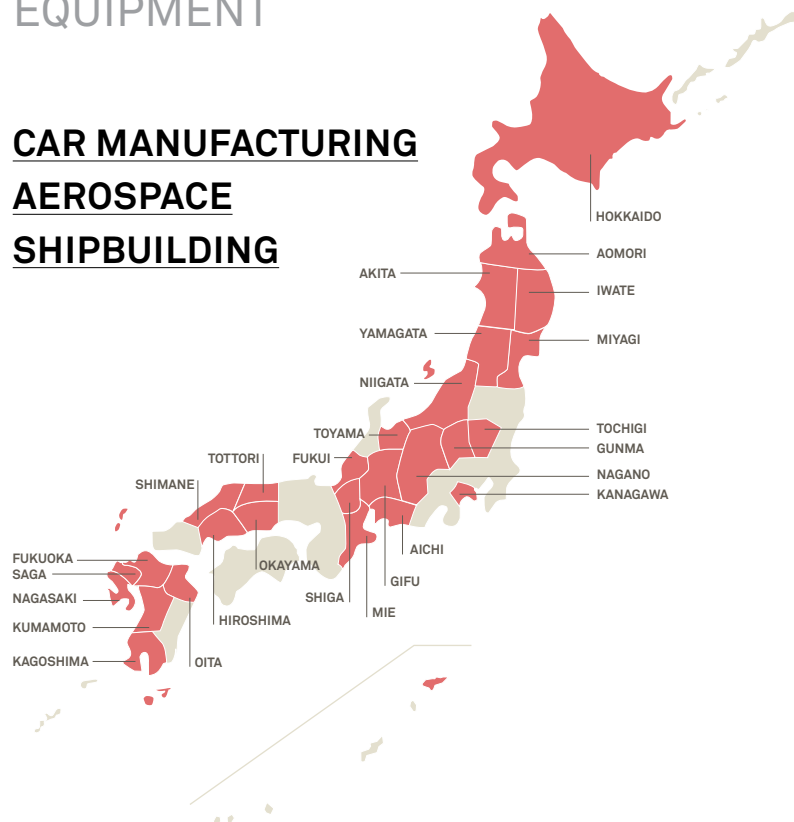 EQUIPMENT
CAR MANUFACTURING
AEROSPACE
SHIPBUILDING
HOKKAIDO
AOMORI
AKITA
IWATE
YAMAGATA
MIYAGI
NIIGATA
TOCHIGI
TOYAMA
GUNMA
TOTTORI
FUKUI
NAGANO
SHIMANE
KANAGAWA
AICHI
FUKUOKA
OKAYAMA
SAGA
GIFU
NAGASAKI
SHIGA
MIE
HIROSHIMA
KUMAMOTO
KAGOSHIMA
OITA